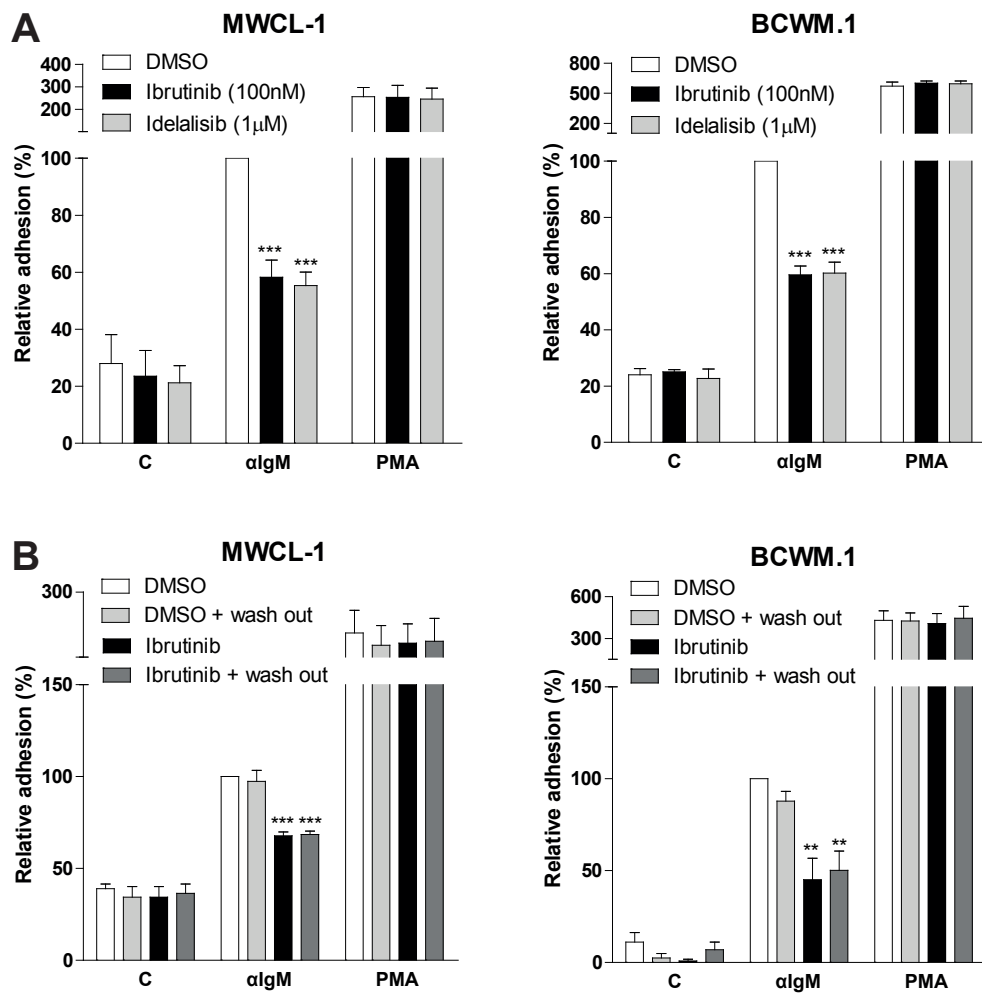 A
MWCL-1
DMSO
Ibrutinib (100nM)
Idelalisib (1μM)
400
300
200
100
80
60
40
20
0
Relative adhesion (%)
*** ***
C αIgM PMA
BCWM.1
DMSO
Ibrutinib (100nM)
Idelalisib (1μM)
800
500
200
100
80
60
40
20
0
Relative adhesion (%)
*** ***
C αIgM PMA
B
MWCL-1
DMSO
DMSO + wash out
Ibrutinib
Ibrutinib + wash out
300
150
100
50
0
Relative adhesion (%)
*** ***
C αIgM PMA
BCWM.1
DMSO
DMSO + wash out
Ibrutinib
Ibrutinib + wash out
600
300
150
100
50
0
Relative adhesion (%)
** **
C αIgM PMA